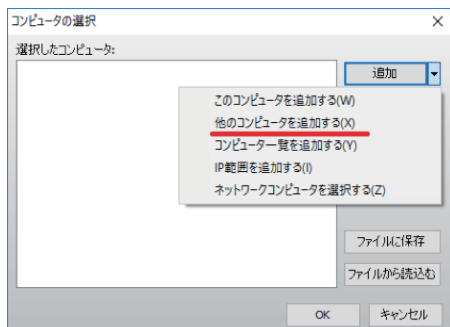 コンピュータの選択
選択したコンピュータ:
追加
このコンピュータを追加する(W)
他のコンピュータを追加する(X)
コンピュータ一覧を追加する(Y)
IP範囲を追加する(I)
ネットワークコンピュータを選択する(Z)
ファイルに保存
ファイルから読込む
OK キャンセル